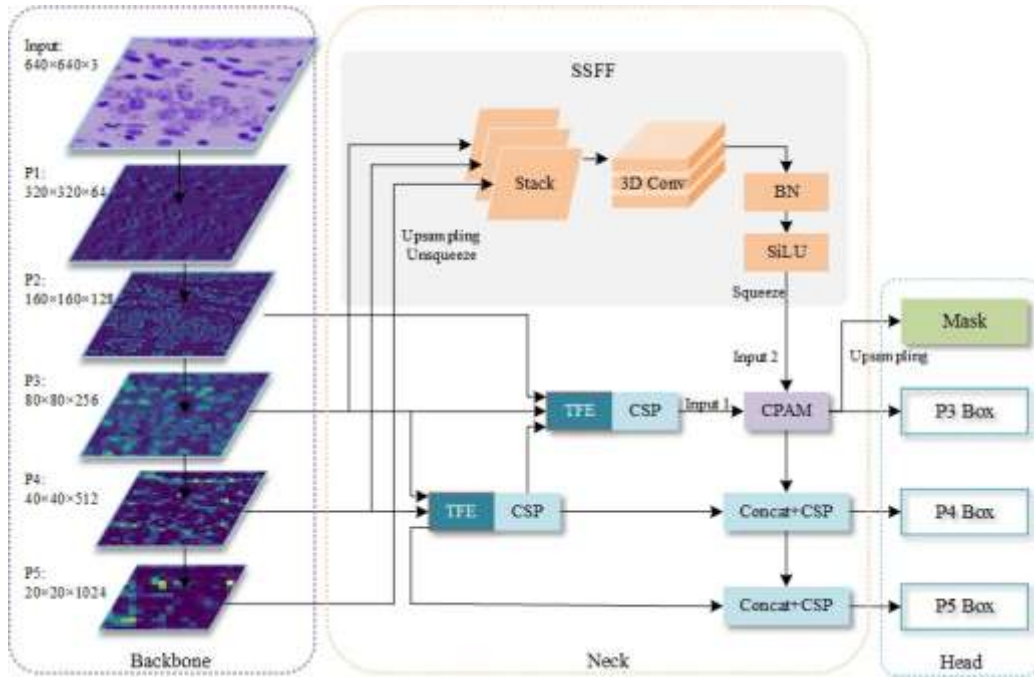 Input:
640×640×3
P1:
320×320×64
P2:
160×160×128
P3:
80×80×256
P4:
40×40×512
P5:
20×20×1024
Backbone
SSFF
Stack
3D Conv
BN
SiLU
Upsampling
Unsqueeze
Squeeze
Input 2
TFE
CSP
Input 1
CPAM
Upsampling
TFE
CSP
Concat+CSP
Concat+CSP
Neck
Mask
P3 Box
P4 Box
P5 Box
Head